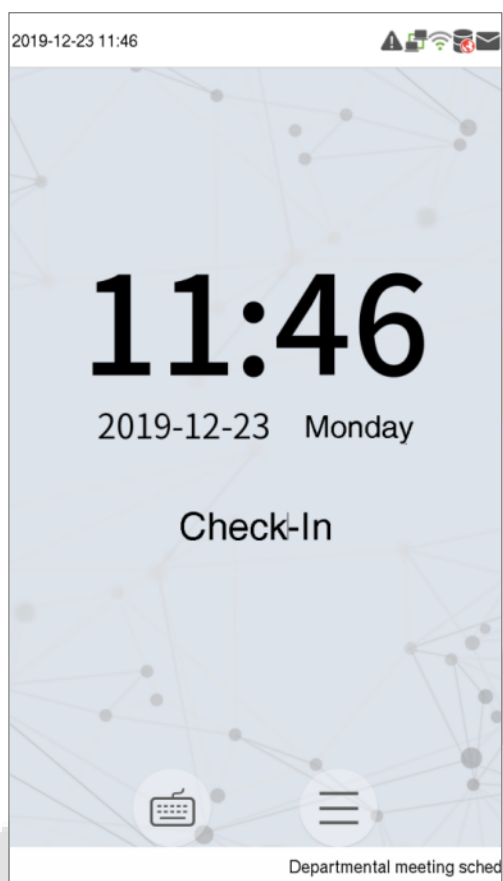 2019-12-23 11:46
11:46
2019-12-23 Monday
Check-In
Departmental meeting sched